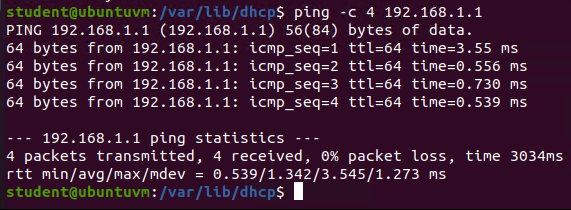 student@ubuntuvm:/var/lib/dhcp$ ping -c 4 192.168.1.1
PING 192.168.1.1 (192.168.1.1) 56(84) bytes of data.
64 bytes from 192.168.1.1: icmp_seq=1 ttl=64 time=3.55 ms
64 bytes from 192.168.1.1: icmp_seq=2 ttl=64 time=0.556 ms
64 bytes from 192.168.1.1: icmp_seq=3 ttl=64 time=0.730 ms
64 bytes from 192.168.1.1: icmp_seq=4 ttl=64 time=0.539 ms

--- 192.168.1.1 ping statistics ---
4 packets transmitted, 4 received, 0% packet loss, time 3034ms
rtt min/avg/max/mdev = 0.539/1.342/3.545/1.273 ms
student@ubuntuvm:/var/lib/dhcp$